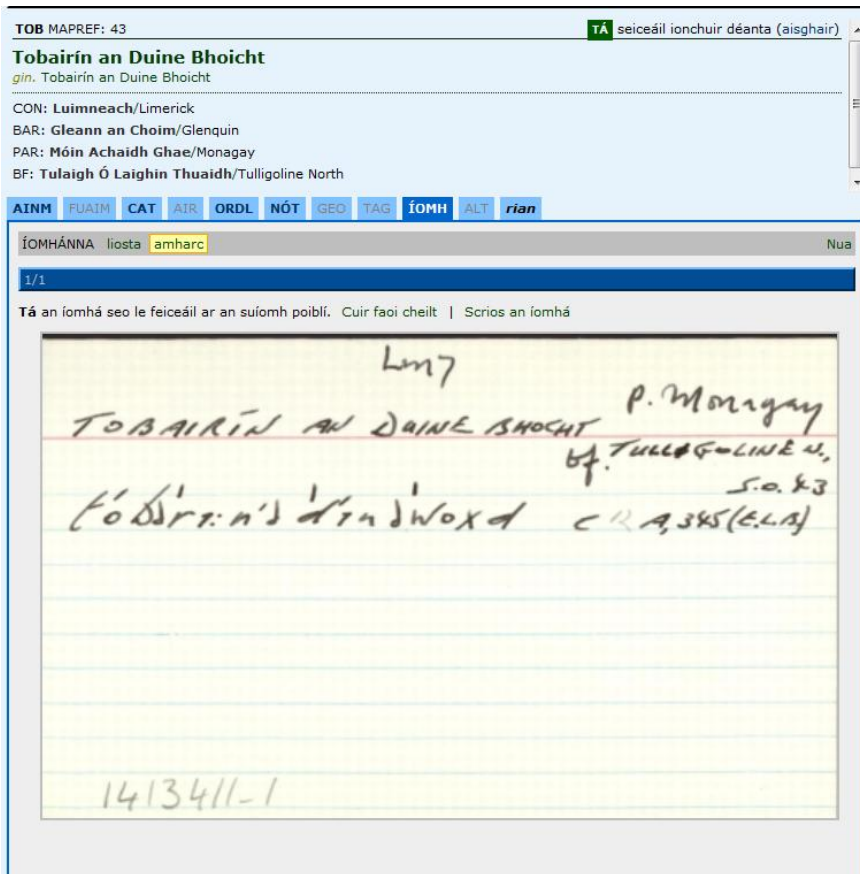 TOB MAPREF: 43
TÁ seiceáil ionchuir déanta (aisghair)
Tobairín an Duine Bhoicht
gin. Tobairín an Duine Bhoicht
CON: Luimneach/Limerick
BAR: Gleann an Choim/Glenquin
PAR: Móin Achaidh Ghae/Monagay
BF: Tulaigh Ó Laighin Thuaidh/Tulligoline North
AINM FUAIM CAT AIR ORDL NÓT GEO TAG ÍOMH ALT rian
ÍOMHÁNNA liosta amharc Nua
1/1
Tá an íomhá seo le feiceáil ar an suíomh poiblí. Cuir faoi cheilt | Scrios an íomhá
Lm7
P. Monagay
TOBAIRÍN AN DUINE BHOCHT
bf. TULLIGOLINE N.,
S.O. 43
A, 345 (E.L.B.)
1413411-1